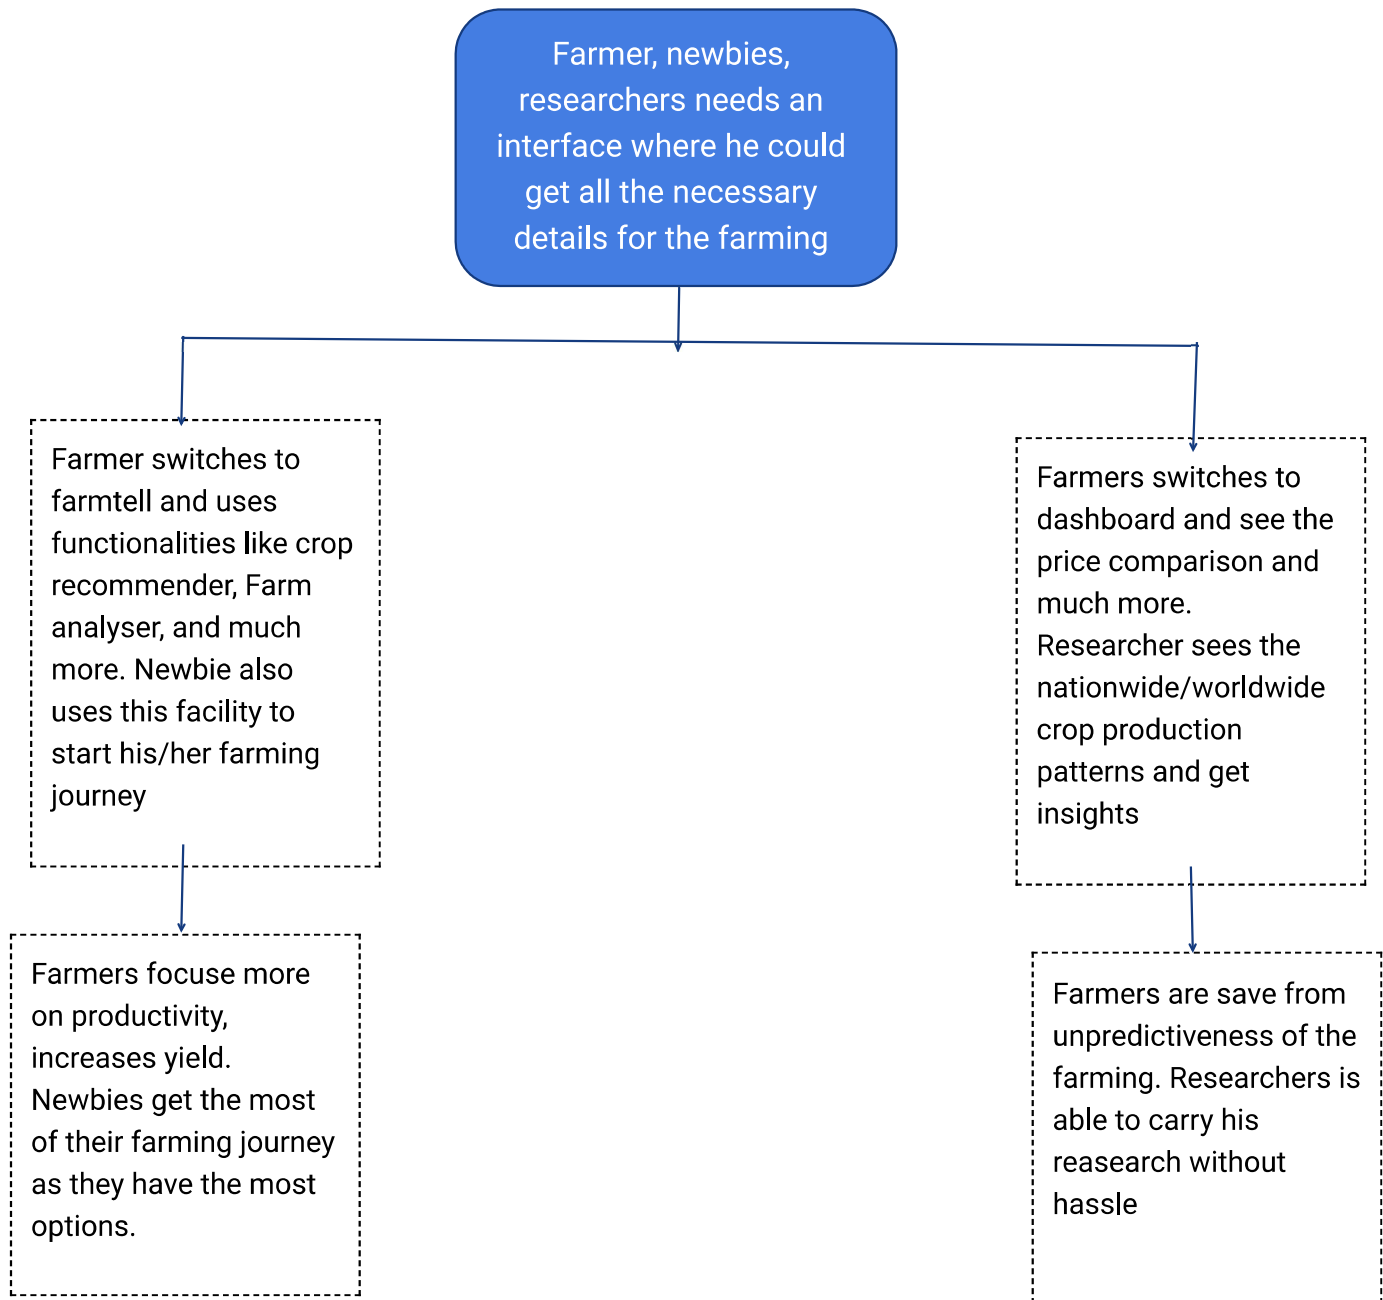 Farmer, newbies,
researchers needs an
interface where he could
get all the necessary
details for the farming
Farmer switches to
farmtell and uses
functionalities like crop
recommender, Farm
analyser, and much
more. Newbie also
uses this facility to
start his/her farming
journey
Farmers switches to
dashboard and see the
price comparison and
much more.
Researcher sees the
nationwide/worldwide
crop production
patterns and get
insights
Farmers focuse more
on productivity,
increases yield.
Newbies get the most
of their farming journey
as they have the most
options.
Farmers are save from
unpredictiveness of the
farming. Researchers is
able to carry his
reasearch without
hassle